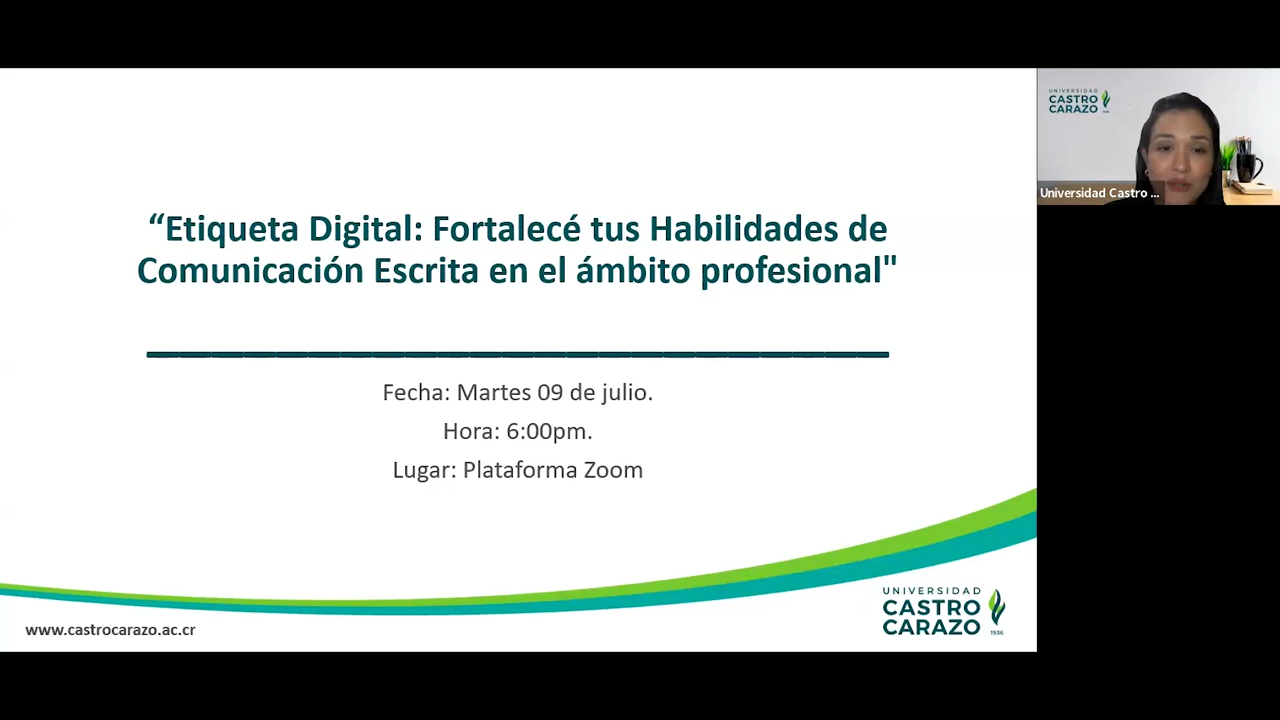 “Etiqueta Digital: Fortalecé tus Habilidades de
Comunicación Escrita en el ámbito profesional"
Fecha: Martes 09 de julio.
Hora: 6:00pm.
Lugar: Plataforma Zoom
www.castrocarazo.ac.cr
UNIVERSIDAD
CASTRO
CARAZO
1936
UNIVERSIDAD
CASTRO
CARAZO
Universidad Castro ...